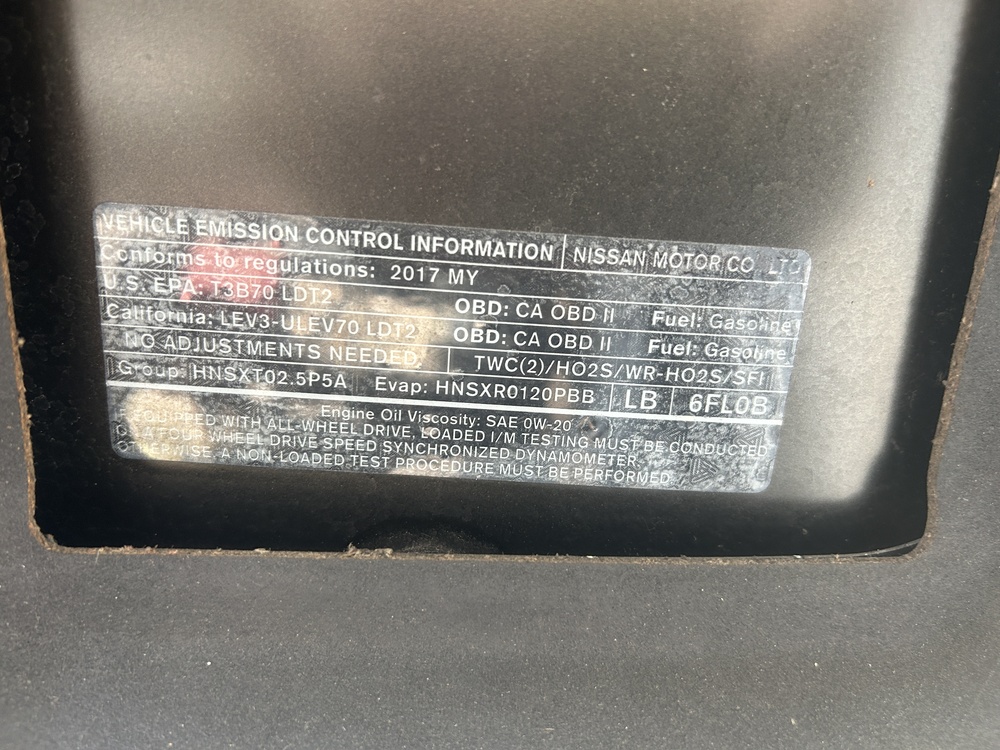 VEHICLE EMISSION CONTROL INFORMATION NISSAN MOTOR CO LTD
Conforms to regulations: 2017 MY
U.S. EPA: T3B70 LDT2 OBD: CA OBD II Fuel: Gasoline
California: LEV3-ULEV70 LDT2 OBD: CA OBD II Fuel: Gasoline
NO ADJUSTMENTS NEEDED. TWC(2)/HO2S/WR-HO2S/SFI
Group: HNSXT02.5P5A Evap: HNSXR0120PBB LB 6FL0B
Engine Oil Viscosity: SAE 0W-20
IF EQUIPPED WITH ALL-WHEEL DRIVE, LOADED I/M TESTING MUST BE CONDUCTED
ON A FOUR WHEEL DRIVE SPEED SYNCHRONIZED DYNAMOMETER.
OTHERWISE, A NON-LOADED TEST PROCEDURE MUST BE PERFORMED.